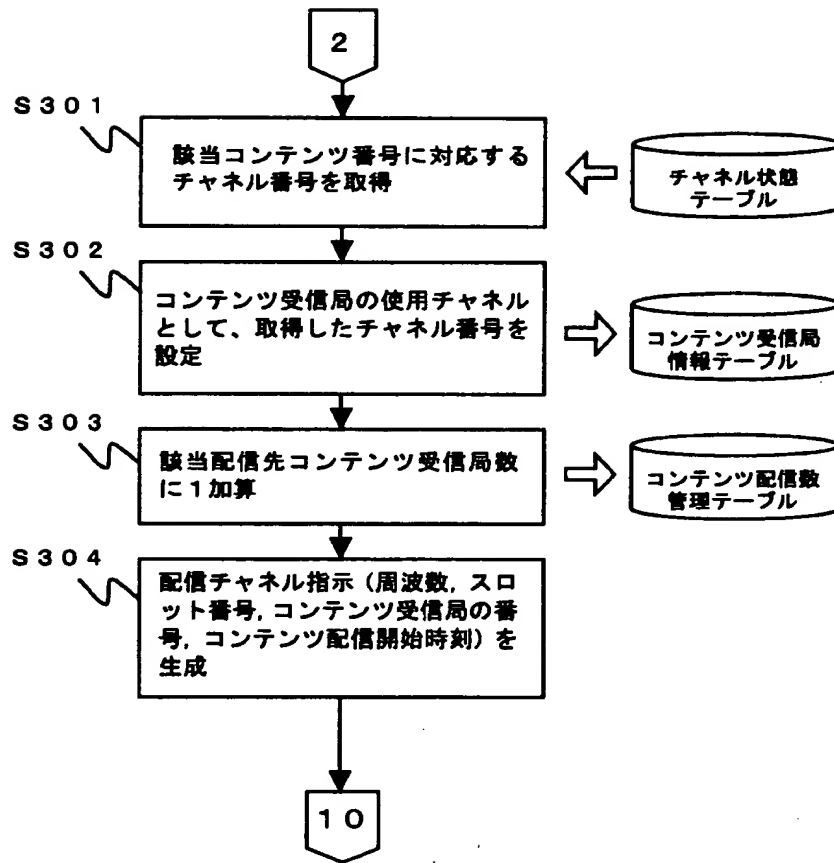 2
S301
該当コンテンツ番号に対応する
チャネル番号を取得
チャネル状態
テーブル
S302
コンテンツ受信局の使用チャネル
として、取得したチャネル番号を
設定
コンテンツ受信局
情報テーブル
S303
該当配信先コンテンツ受信局数
に1加算
コンテンツ配信数
管理テーブル
S304
配信チャネル指示(周波数,スロ
ット番号,コンテンツ受信局の番
号,コンテンツ配信開始時刻)を
生成
10